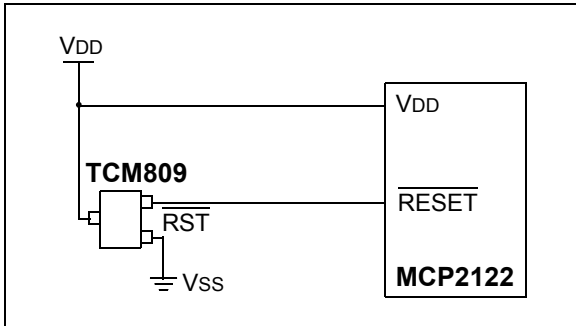 VDD
VDD
TCM809
RST
RESET
VSS
MCP2122